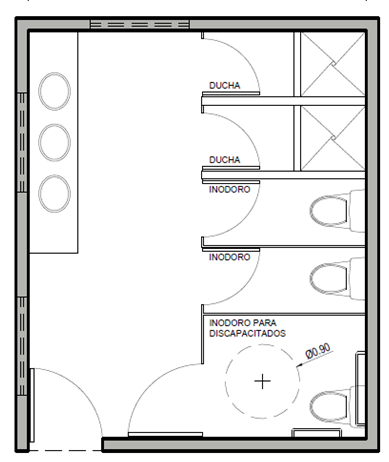 DUCHA
DUCHA
INODORO
INODORO
INODORO PARA
DISCAPACITADOS
Ø0.90